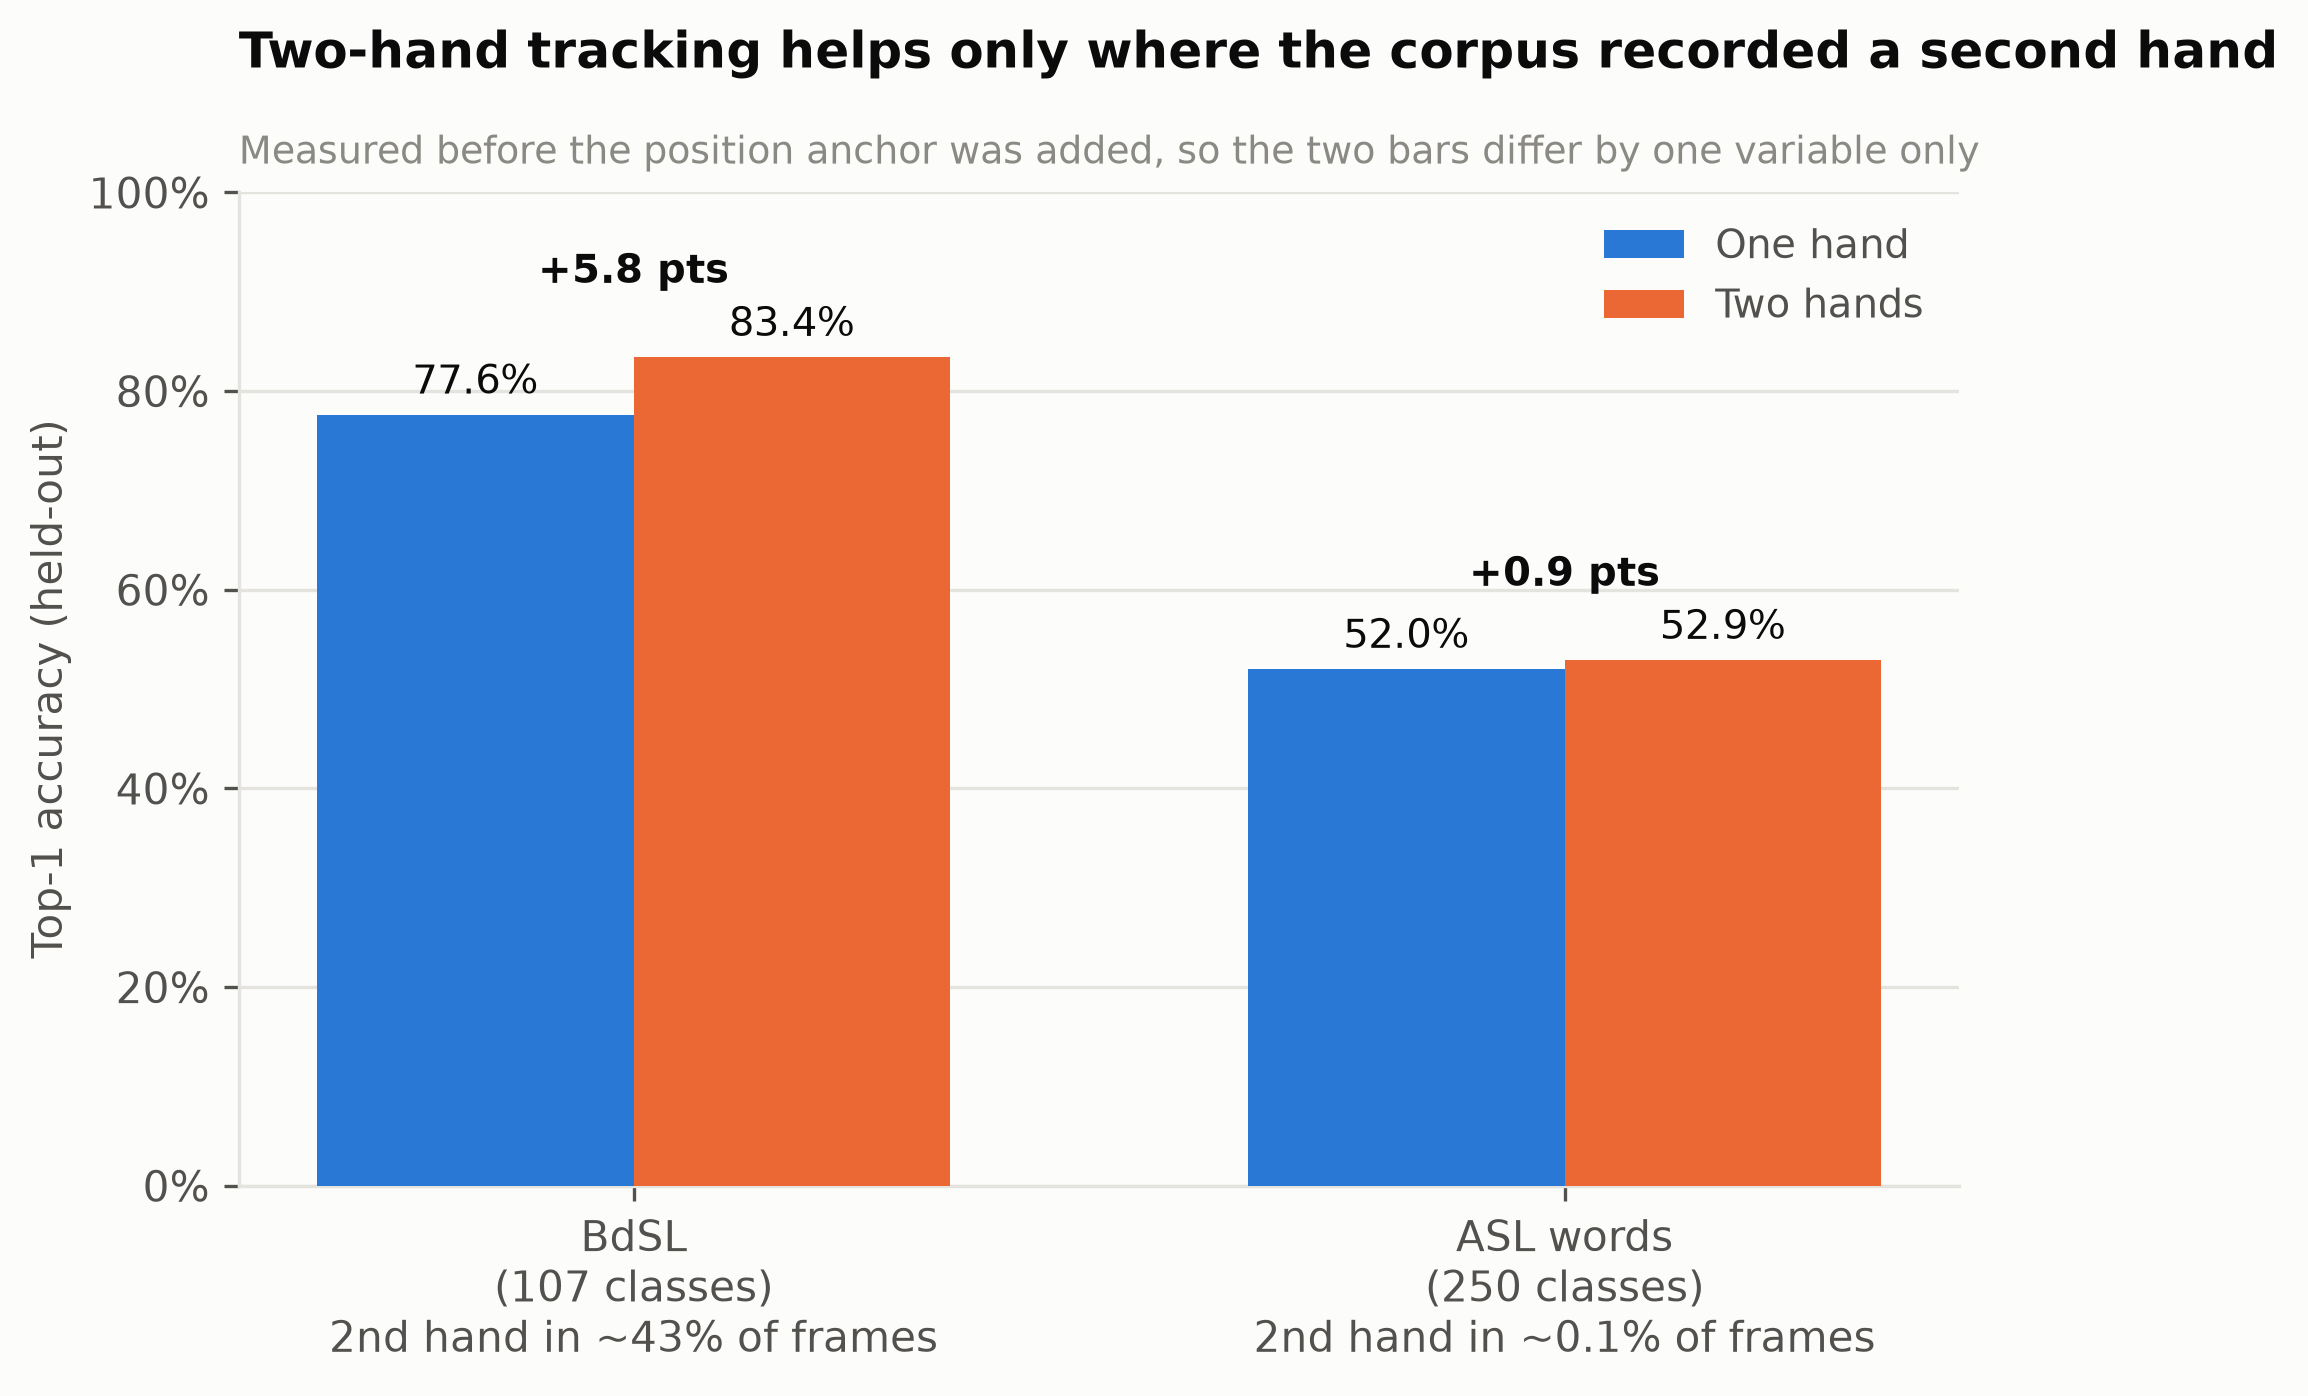 Two-hand tracking helps only where the corpus recorded a second hand
Measured before the position anchor was added, so the two bars differ by one variable only
Top-1 accuracy (held-out)
100%
80%
60%
40%
20%
0%
One hand
Two hands
+5.8 pts
77.6%
83.4%
+0.9 pts
52.0%
52.9%
BdSL
(107 classes)
2nd hand in ~43% of frames
ASL words
(250 classes)
2nd hand in ~0.1% of frames